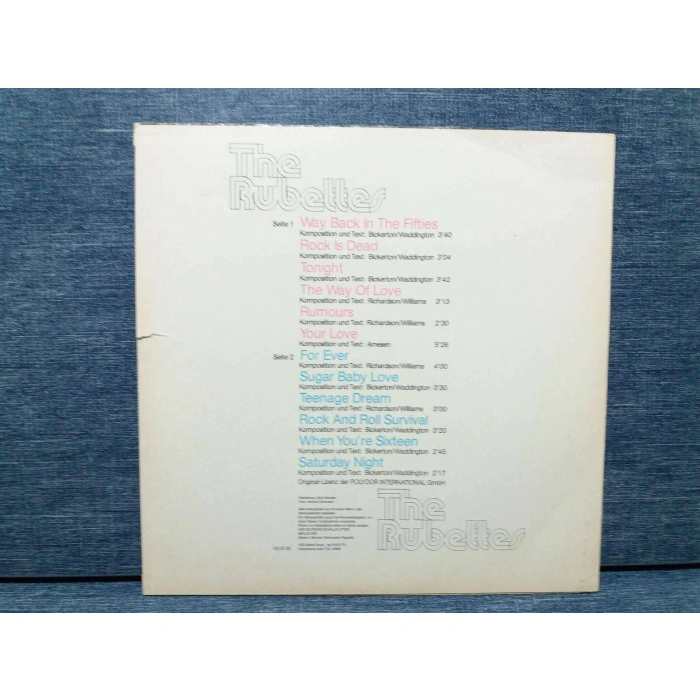 The
Rubettes
Seite 1 Way Back In The Fifties
Komposition und Text: Bickerton/Waddington 3'40
Rock Is Dead
Komposition und Text: Bickerton/Waddington 3'04
Tonight
Komposition und Text: Bickerton/Waddington 3'42
The Way Of Love
Komposition und Text: Richardson/Williams 3'13
Rumours
Komposition und Text: Richardson/Williams 2'30
Your Love
Komposition und Text: Arnesen 5'26
Seite 2 For Ever
Komposition und Text: Richardson/Williams 4'00
Sugar Baby Love
Komposition und Text: Bickerton/Waddington 3'30
Teenage Dream
Komposition und Text: Richardson/Williams 3'00
Rock And Roll Survival
Komposition und Text: Bickerton/Waddington 3'20
When You're Sixteen
Komposition und Text: Bickerton/Waddington 2'45
Saturday Night
Komposition und Text: Bickerton/Waddington 2'17
Original-Lizenz der POLYDOR INTERNATIONAL GmbH
The
Rubettes